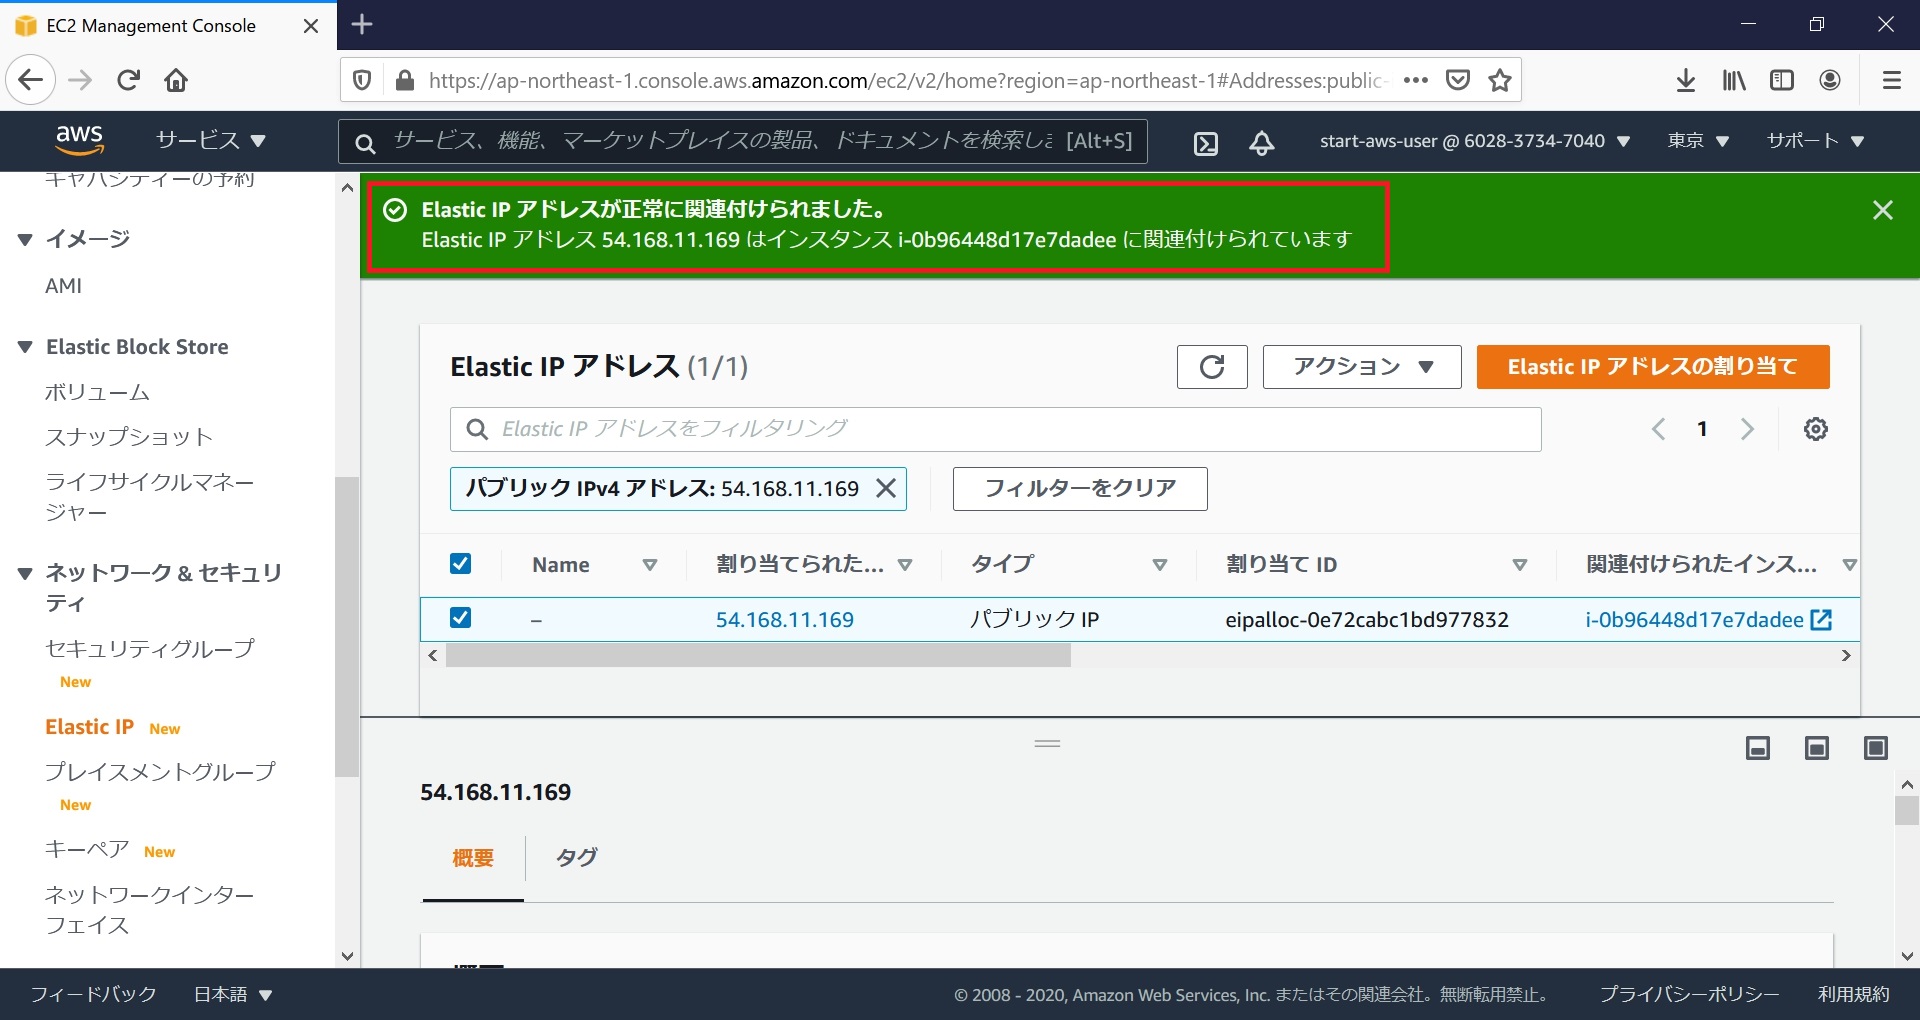 EC2 Management Console
https://ap-northeast-1.console.aws.amazon.com/ec2/v2/home?region=ap-northeast-1#Addresses:public-
aws
サービス
サービス、機能、マーケットプレイスの製品、ドキュメントを検索しま [Alt+S]
start-aws-user @ 6028-3734-7040
東京
サポート
キャパシティーの予約
イメージ
AMI
Elastic Block Store
ボリューム
スナップショット
ライフサイクルマネー
ジャー
ネットワーク & セキュリ
ティ
セキュリティグループ
New
Elastic IP New
プレイスメントグループ
New
キーペア New
ネットワークインター
フェイス
Elastic IP アドレスが正常に関連付けられました。
Elastic IP アドレス 54.168.11.169 はインスタンス i-0b96448d17e7dadee に関連付けられています
Elastic IP アドレス (1/1)
アクション
Elastic IP アドレスの割り当て
Elastic IP アドレスをフィルタリング
1
パブリック IPv4 アドレス: 54.168.11.169
フィルターをクリア
Name
割り当てられた...
タイプ
割り当て ID
関連付けられたインス...
–
54.168.11.169
パブリック IP
eipalloc-0e72cabc1bd977832
i-0b96448d17e7dadee
54.168.11.169
概要
タグ
フィードバック
日本語
© 2008 - 2020, Amazon Web Services, Inc. またはその関連会社。無断転用禁止。
プライバシーポリシー
利用規約